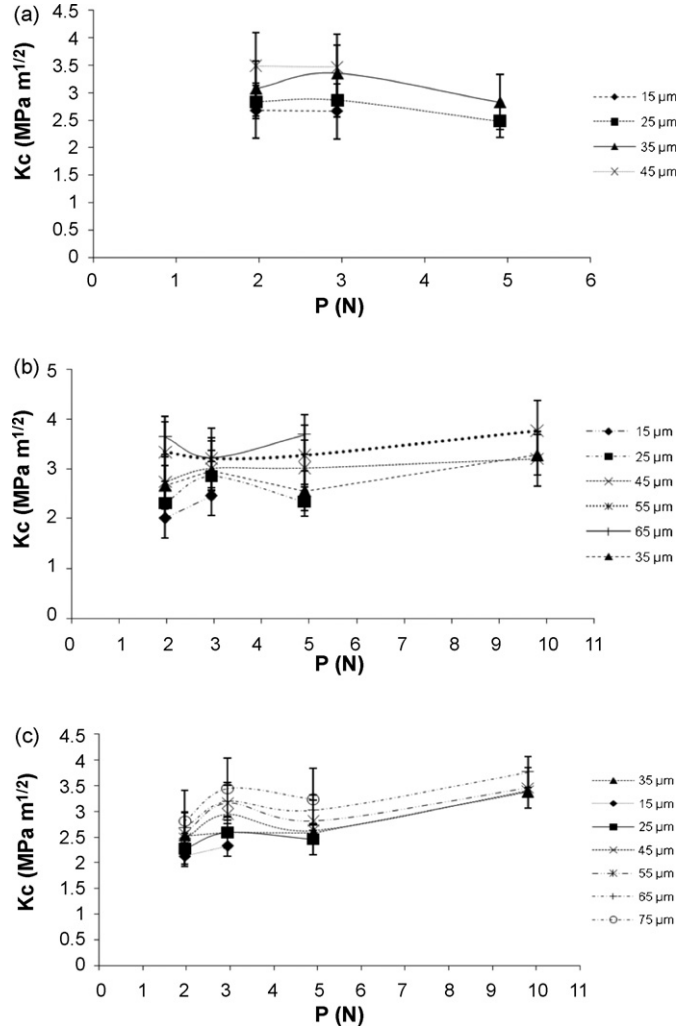 (a)
4.5
4
3.5
3
2.5
2
1.5
1
0.5
0
Kc (MPa m1/2)
0 1 2 3 4 5 6
P (N)
15 µm
25 µm
35 µm
45 µm
(b)
5
4
3
2
1
0
Kc (MPa m1/2)
0 1 2 3 4 5 6 7 8 9 10 11
P (N)
15 µm
25 µm
45 µm
55 µm
65 µm
35 µm
(c)
4.5
4
3.5
3
2.5
2
1.5
1
0.5
0
Kc (MPa m1/2)
0 1 2 3 4 5 6 7 8 9 10 11
P (N)
35 µm
15 µm
25 µm
45 µm
55 µm
65 µm
75 µm